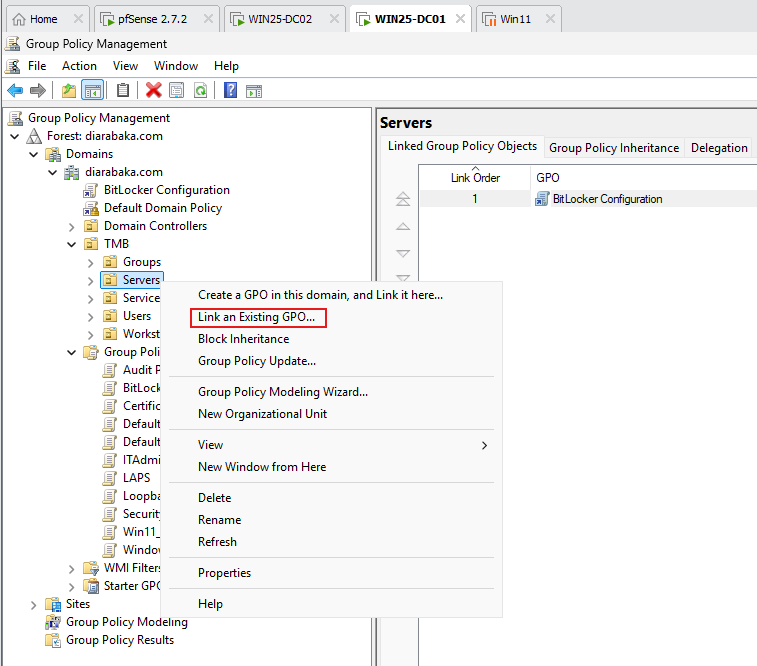 Home
pfSense 2.7.2
WIN25-DC02
WIN25-DC01
Win11
Group Policy Management
File Action View Window Help
Group Policy Management
Forest: diarabaka.com
Domains
diarabaka.com
BitLocker Configuration
Default Domain Policy
Domain Controllers
TMB
Groups
Servers
Service
Users
Workst
Group Poli
Audit P
BitLock
Certific
Default
Default
ITAdmi
LAPS
Loopba
Security
Win11_
Window
WMI Filters
Starter GPO
Sites
Group Policy Modeling
Group Policy Results
Servers
Linked Group Policy Objects Group Policy Inheritance Delegation
Link Order GPO
1 BitLocker Configuration
Create a GPO in this domain, and Link it here...
Link an Existing GPO...
Block Inheritance
Group Policy Update...
Group Policy Modeling Wizard...
New Organizational Unit
View
New Window from Here
Delete
Rename
Refresh
Properties
Help